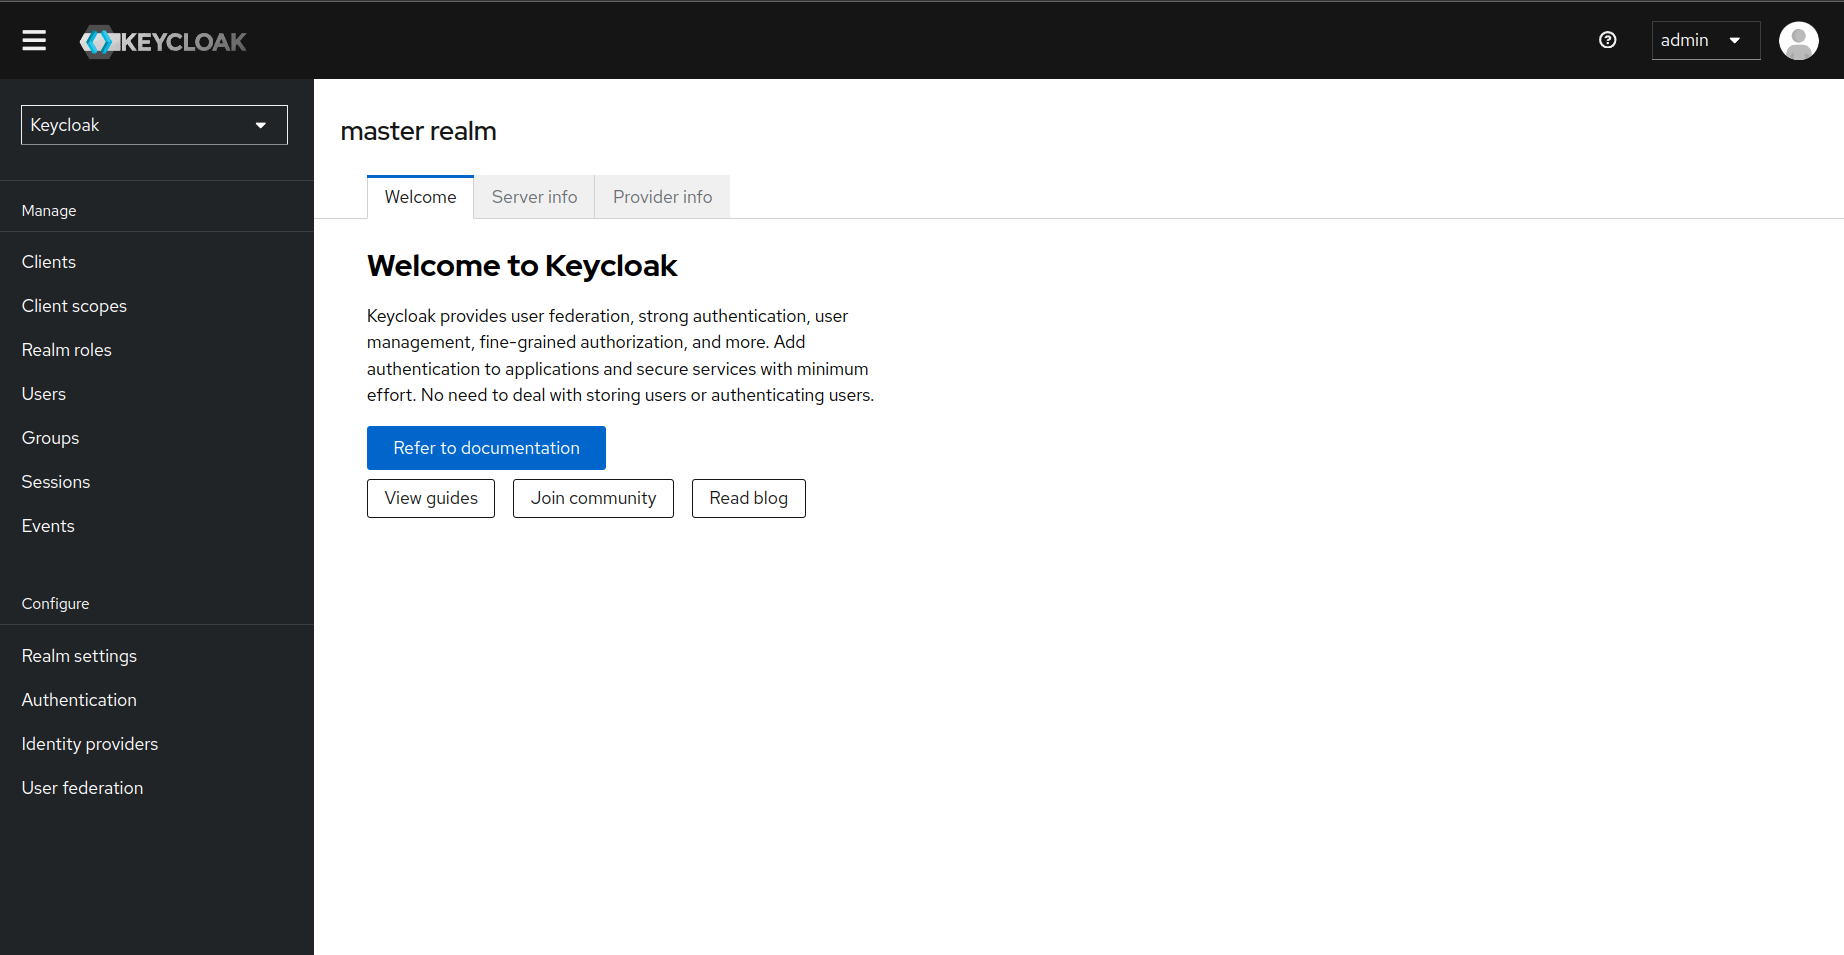 KEYCLOAK
admin
Keycloak
Manage
Clients
Client scopes
Realm roles
Users
Groups
Sessions
Events
Configure
Realm settings
Authentication
Identity providers
User federation
master realm
Welcome Server info Provider info
Welcome to Keycloak
Keycloak provides user federation, strong authentication, user
management, fine-grained authorization, and more. Add
authentication to applications and secure services with minimum
effort. No need to deal with storing users or authenticating users.
Refer to documentation
View guides Join community Read blog